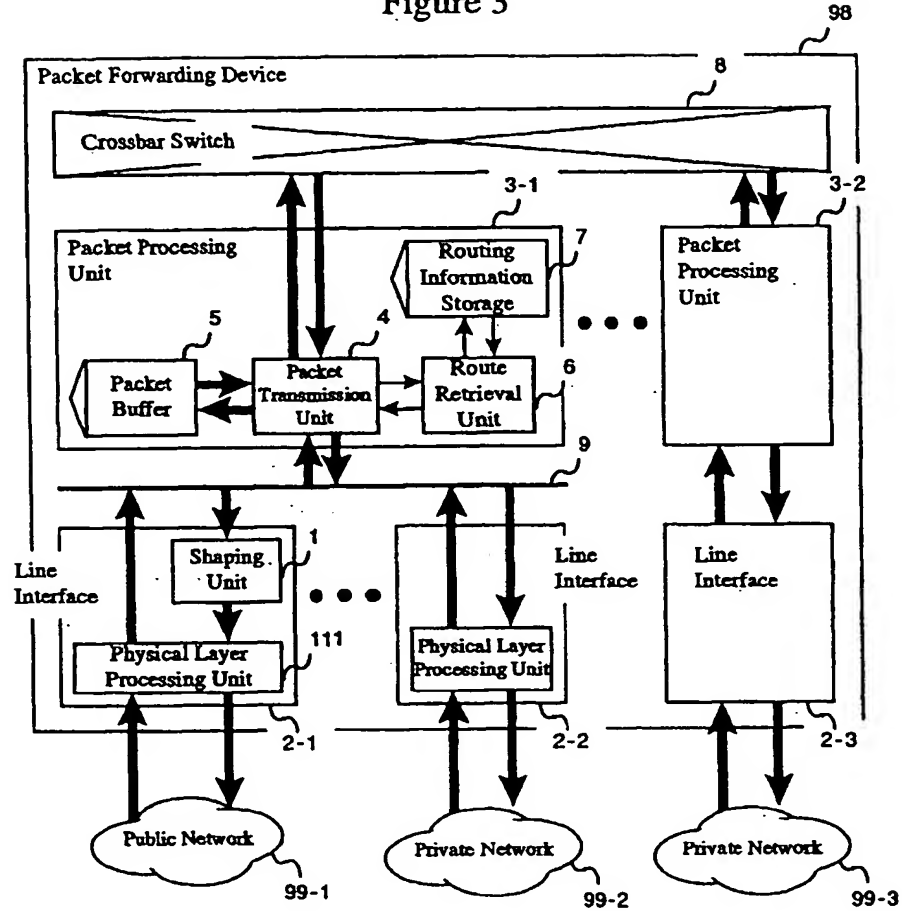 Figure 3
98
Packet Forwarding Device
8
Crossbar Switch
3-1
3-2
Packet Processing
Unit
7
Routing
Information
Storage
Packet
Processing
Unit
5
4
Packet
Buffer
Packet
Transmission
Unit
Route
Retrieval
Unit
6
9
Line
Interface
Shaping
Unit
1
Line
Interface
Line
Interface
Physical Layer
Processing Unit
111
Physical Layer
Processing Unit
2-1
2-2
2-3
Public Network
Private Network
Private Network
99-1
99-2
99-3